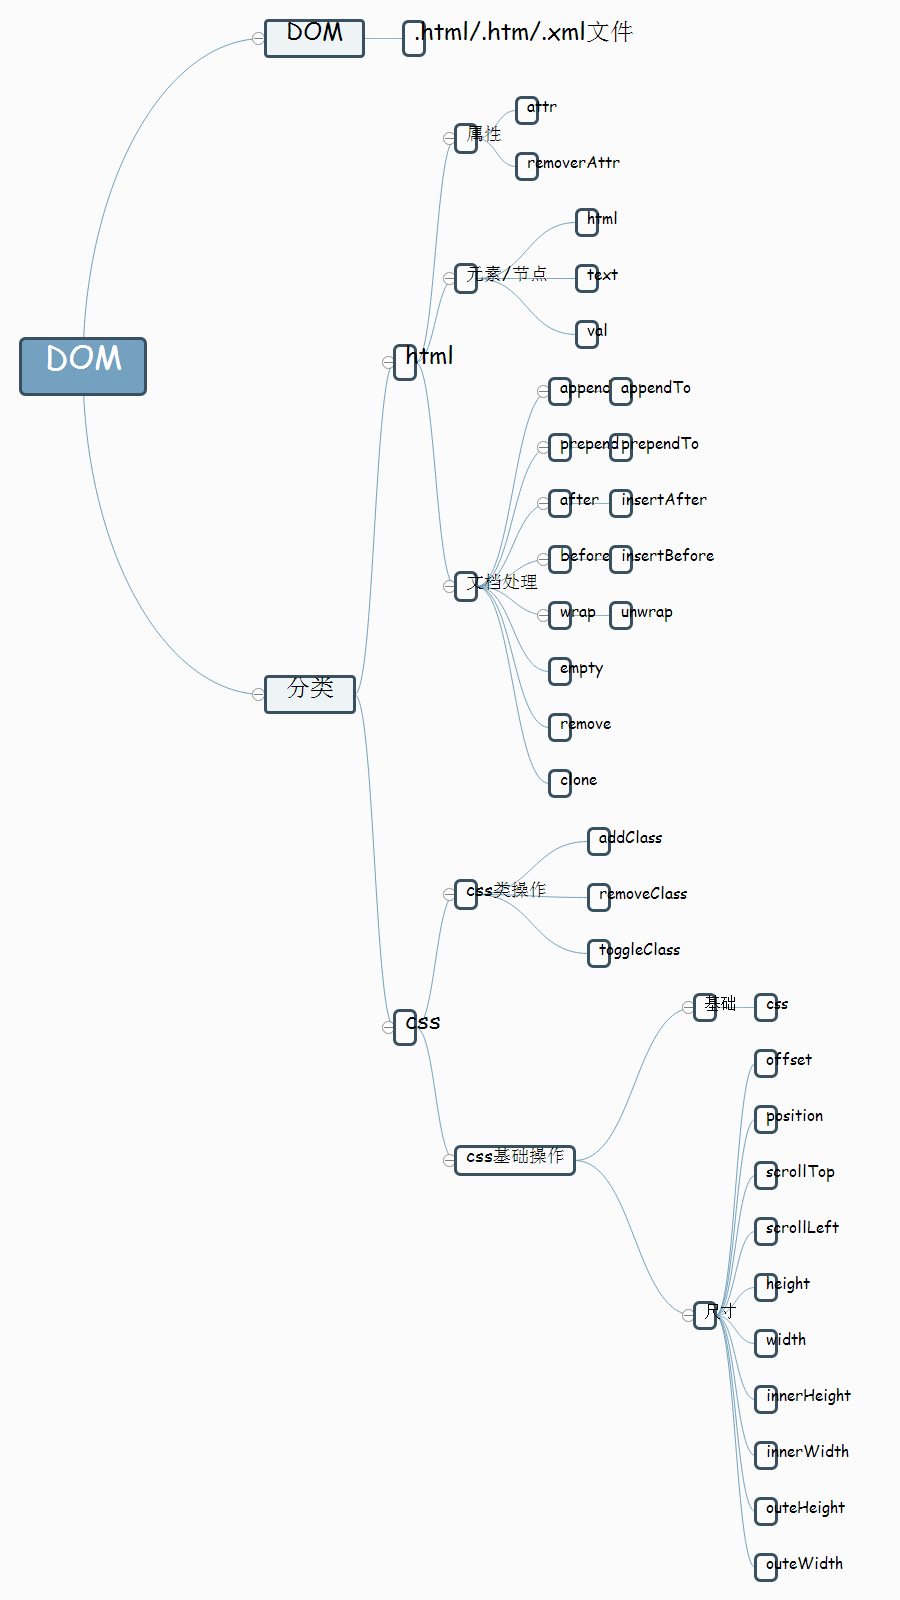 DOM
DOM
.html/.htm/.xml文件
分类
html
属性
attr
removerAttr
元素/节点
html
text
val
文档处理
append
appendTo
prepend
prependTo
after
insertAfter
before
insertBefore
wrap
unwrap
empty
remove
clone
css
css类操作
addClass
removeClass
toggleClass
css基础操作
基础
css
尺寸
offset
position
scrollTop
scrollLeft
height
width
innerHeight
innerWidth
outeHeight
outeWidth